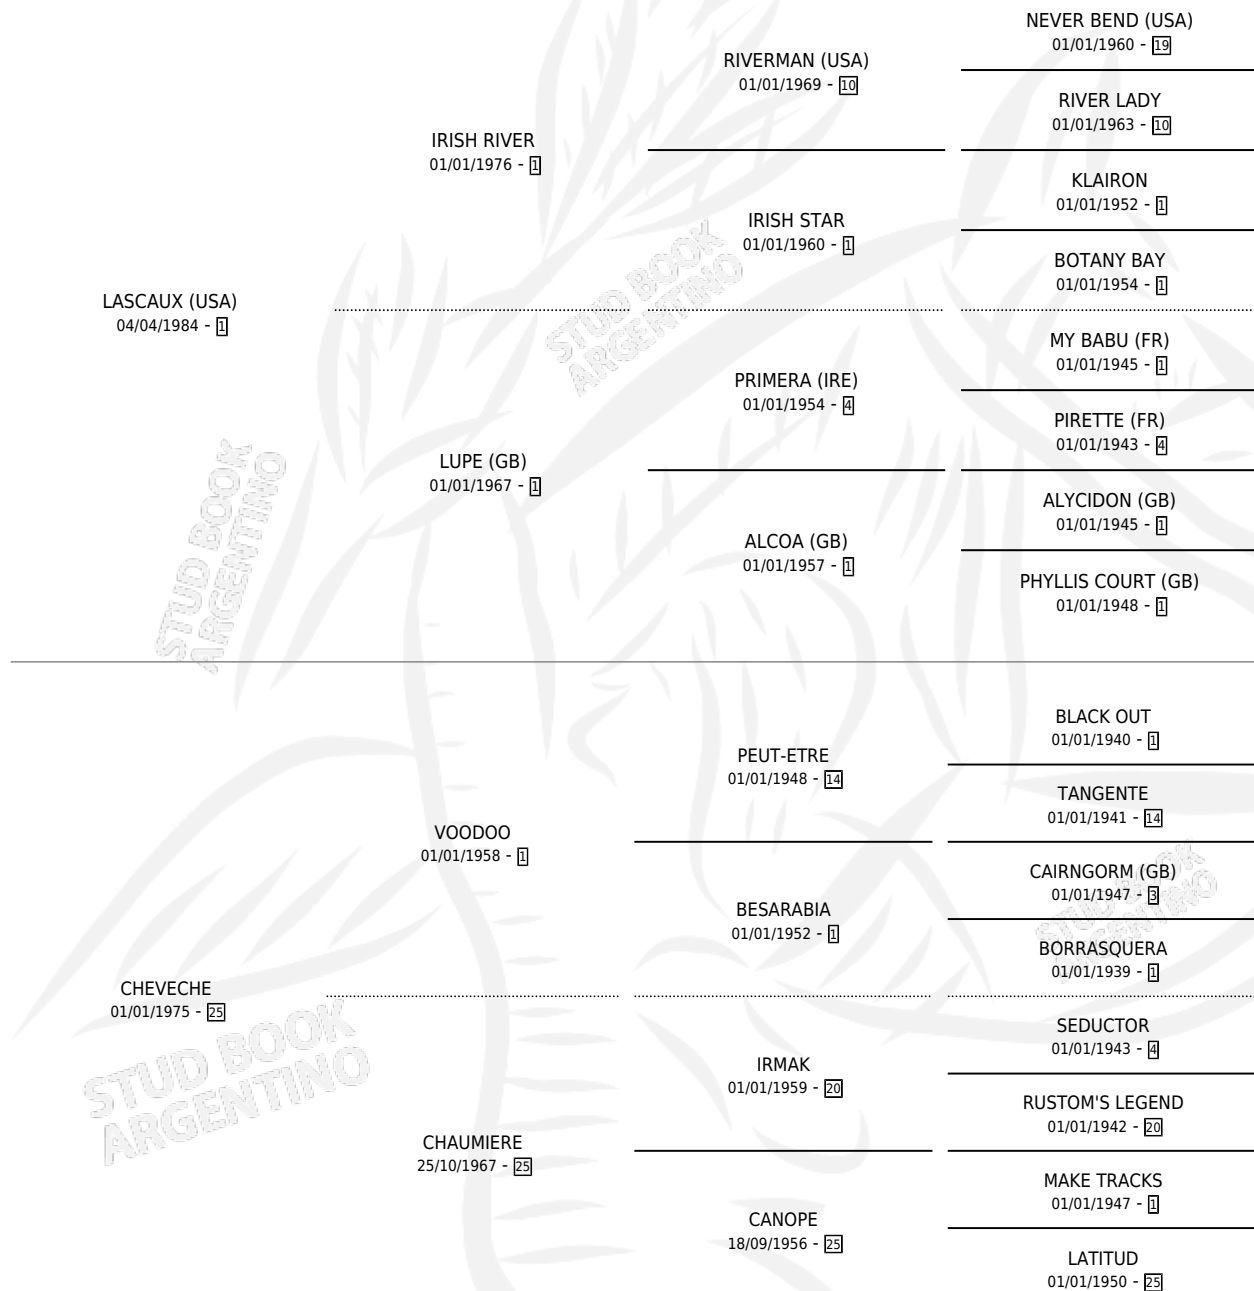 NEVER BEND (USA)
01/01/1960 - 19
RIVERMAN (USA)
01/01/1969 - 10
RIVER LADY
01/01/1963 - 10
IRISH RIVER
01/01/1976 - 1
KLAIRON
01/01/1952 - 1
IRISH STAR
01/01/1960 - 1
BOTANY BAY
01/01/1954 - 1
LASCAUX (USA)
04/04/1984 - 1
MY BABU (FR)
01/01/1945 - 1
PRIMERA (IRE)
01/01/1954 - 4
PIRETTE (FR)
01/01/1943 - 4
LUPE (GB)
01/01/1967 - 1
ALYCIDON (GB)
01/01/1945 - 1
ALCOA (GB)
01/01/1957 - 1
PHYLLIS COURT (GB)
01/01/1948 - 1
BLACK OUT
01/01/1940 - 1
PEUT-ETRE
01/01/1948 - 14
TANGENTE
01/01/1941 - 14
VOODOO
01/01/1958 - 1
CAIRNGORM (GB)
01/01/1947 - 3
BESARABIA
01/01/1952 - 1
BORRASQUERA
01/01/1939 - 1
CHEVECHE
01/01/1975 - 25
SEDUCTOR
01/01/1943 - 4
IRMAK
01/01/1959 - 20
RUSTOM'S LEGEND
01/01/1942 - 20
CHAUMIERE
25/10/1967 - 25
MAKE TRACKS
01/01/1947 - 1
CANOPE
18/09/1956 - 25
LATITUD
01/01/1950 - 25
STUD BOOK
ARGENTINO
STUD BOOK
ARGENTINO
STUD BOOK
ARGENTINO
STUD BOOK
ARGENTINO